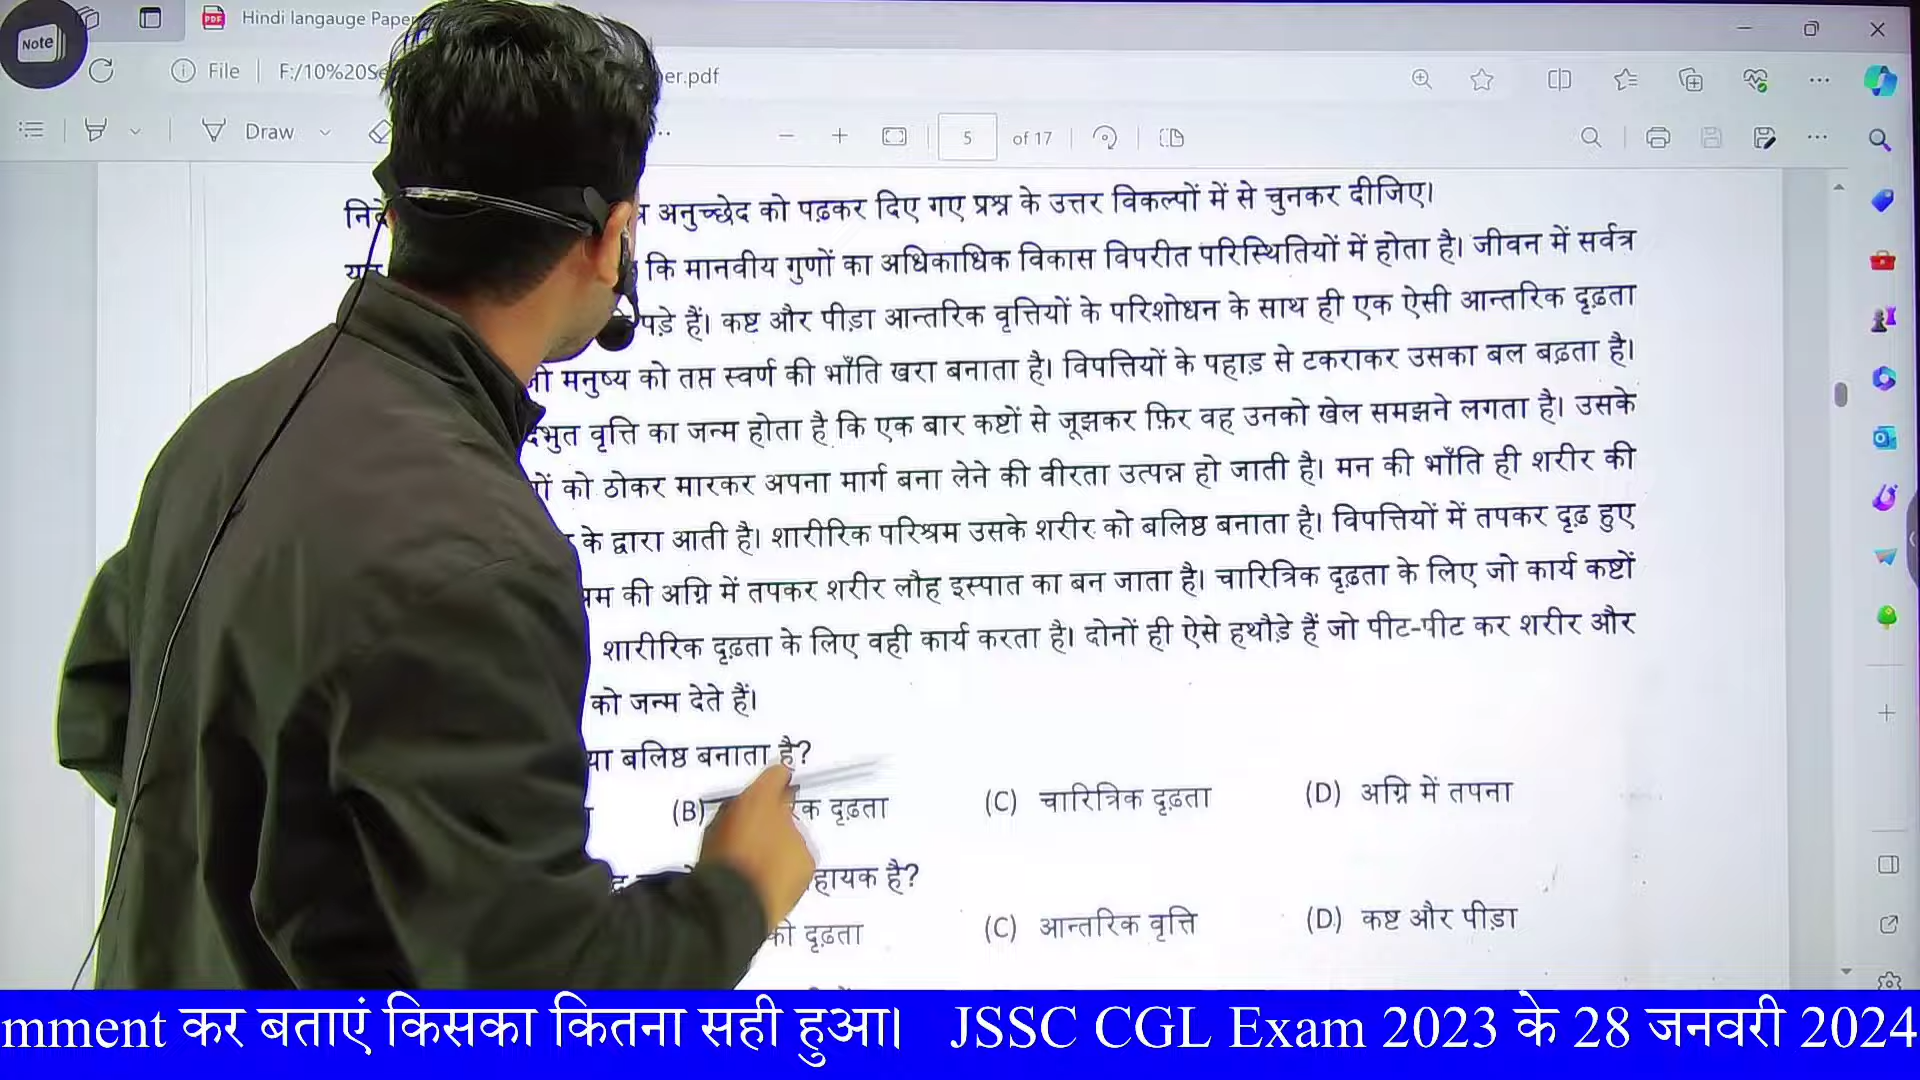 Note
Hindi langauge Paper
File
F:/10%20Se
er.pdf
Draw
5 of 17
अनुच्छेद को पढ़कर दिए गए प्रश्न के उत्तर विकल्पों में से चुनकर दीजिए।
कि मानवीय गुणों का अधिकाधिक विकास विपरीत परिस्थितियों में होता है। जीवन में सर्वत्र
पड़े हैं। कष्ट और पीड़ा आन्तरिक वृत्तियों के परिशोधन के साथ ही एक ऐसी आन्तरिक दृढ़ता
मनुष्य को तप्त स्वर्ण की भाँति खरा बनाता है। विपत्तियों के पहाड़ से टकराकर उसका बल बढ़ता है।
वृत्ति का जन्म होता है कि एक बार कष्टों से जूझकर फ़िर वह उनको खेल समझने लगता है। उसके
को ठोकर मारकर अपना मार्ग बना लेने की वीरता उत्पन्न हो जाती है। मन की भाँति ही शरीर की
के द्वारा आती है। शारीरिक परिश्रम उसके शरीर को बलिष्ठ बनाता है। विपत्तियों में तपकर दृढ़ हुए
की अग्नि में तपकर शरीर लौह इस्पात का बन जाता है। चारित्रिक दृढ़ता के लिए जो कार्य कष्टों
शारीरिक दृढ़ता के लिए वही कार्य करता है। दोनों ही ऐसे हथौड़े हैं जो पीट-पीट कर शरीर और
को जन्म देते हैं।
बलिष्ठ बनाता है?
(B) दृढ़ता (C) चारित्रिक दृढ़ता (D) अग्नि में तपना
है?
दृढ़ता (C) आन्तरिक वृत्ति (D) कष्ट और पीड़ा
mment कर बताएं किसका कितना सही हुआ। JSSC CGL Exam 2023 के 28 जनवरी 2024